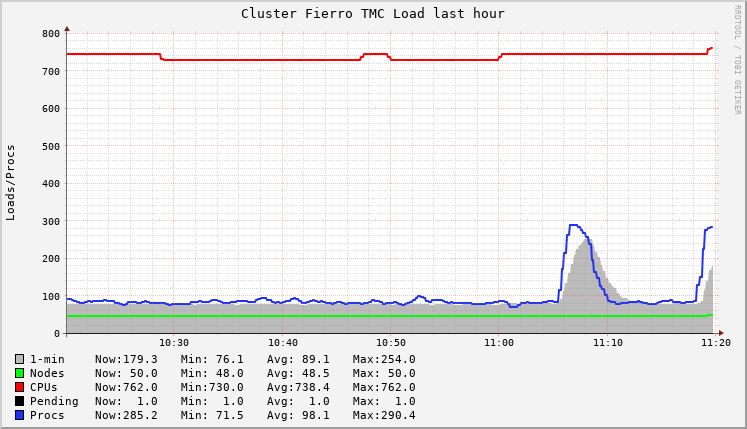 Cluster Fierro TMC Load last hour
RRDTOOL / TOBI OETIKER
Loads/Procs
800
700
600
500
400
300
200
100
0
10:30 10:40 10:50 11:00 11:10 11:20
1-min Now:179.3 Min: 76.1 Avg: 89.1 Max:254.0
Nodes Now: 50.0 Min: 48.0 Avg: 48.5 Max: 50.0
CPUs Now:762.0 Min:730.0 Avg:738.4 Max:762.0
Pending Now: 1.0 Min: 1.0 Avg: 1.0 Max: 1.0
Procs Now:285.2 Min: 71.5 Avg: 98.1 Max:290.4